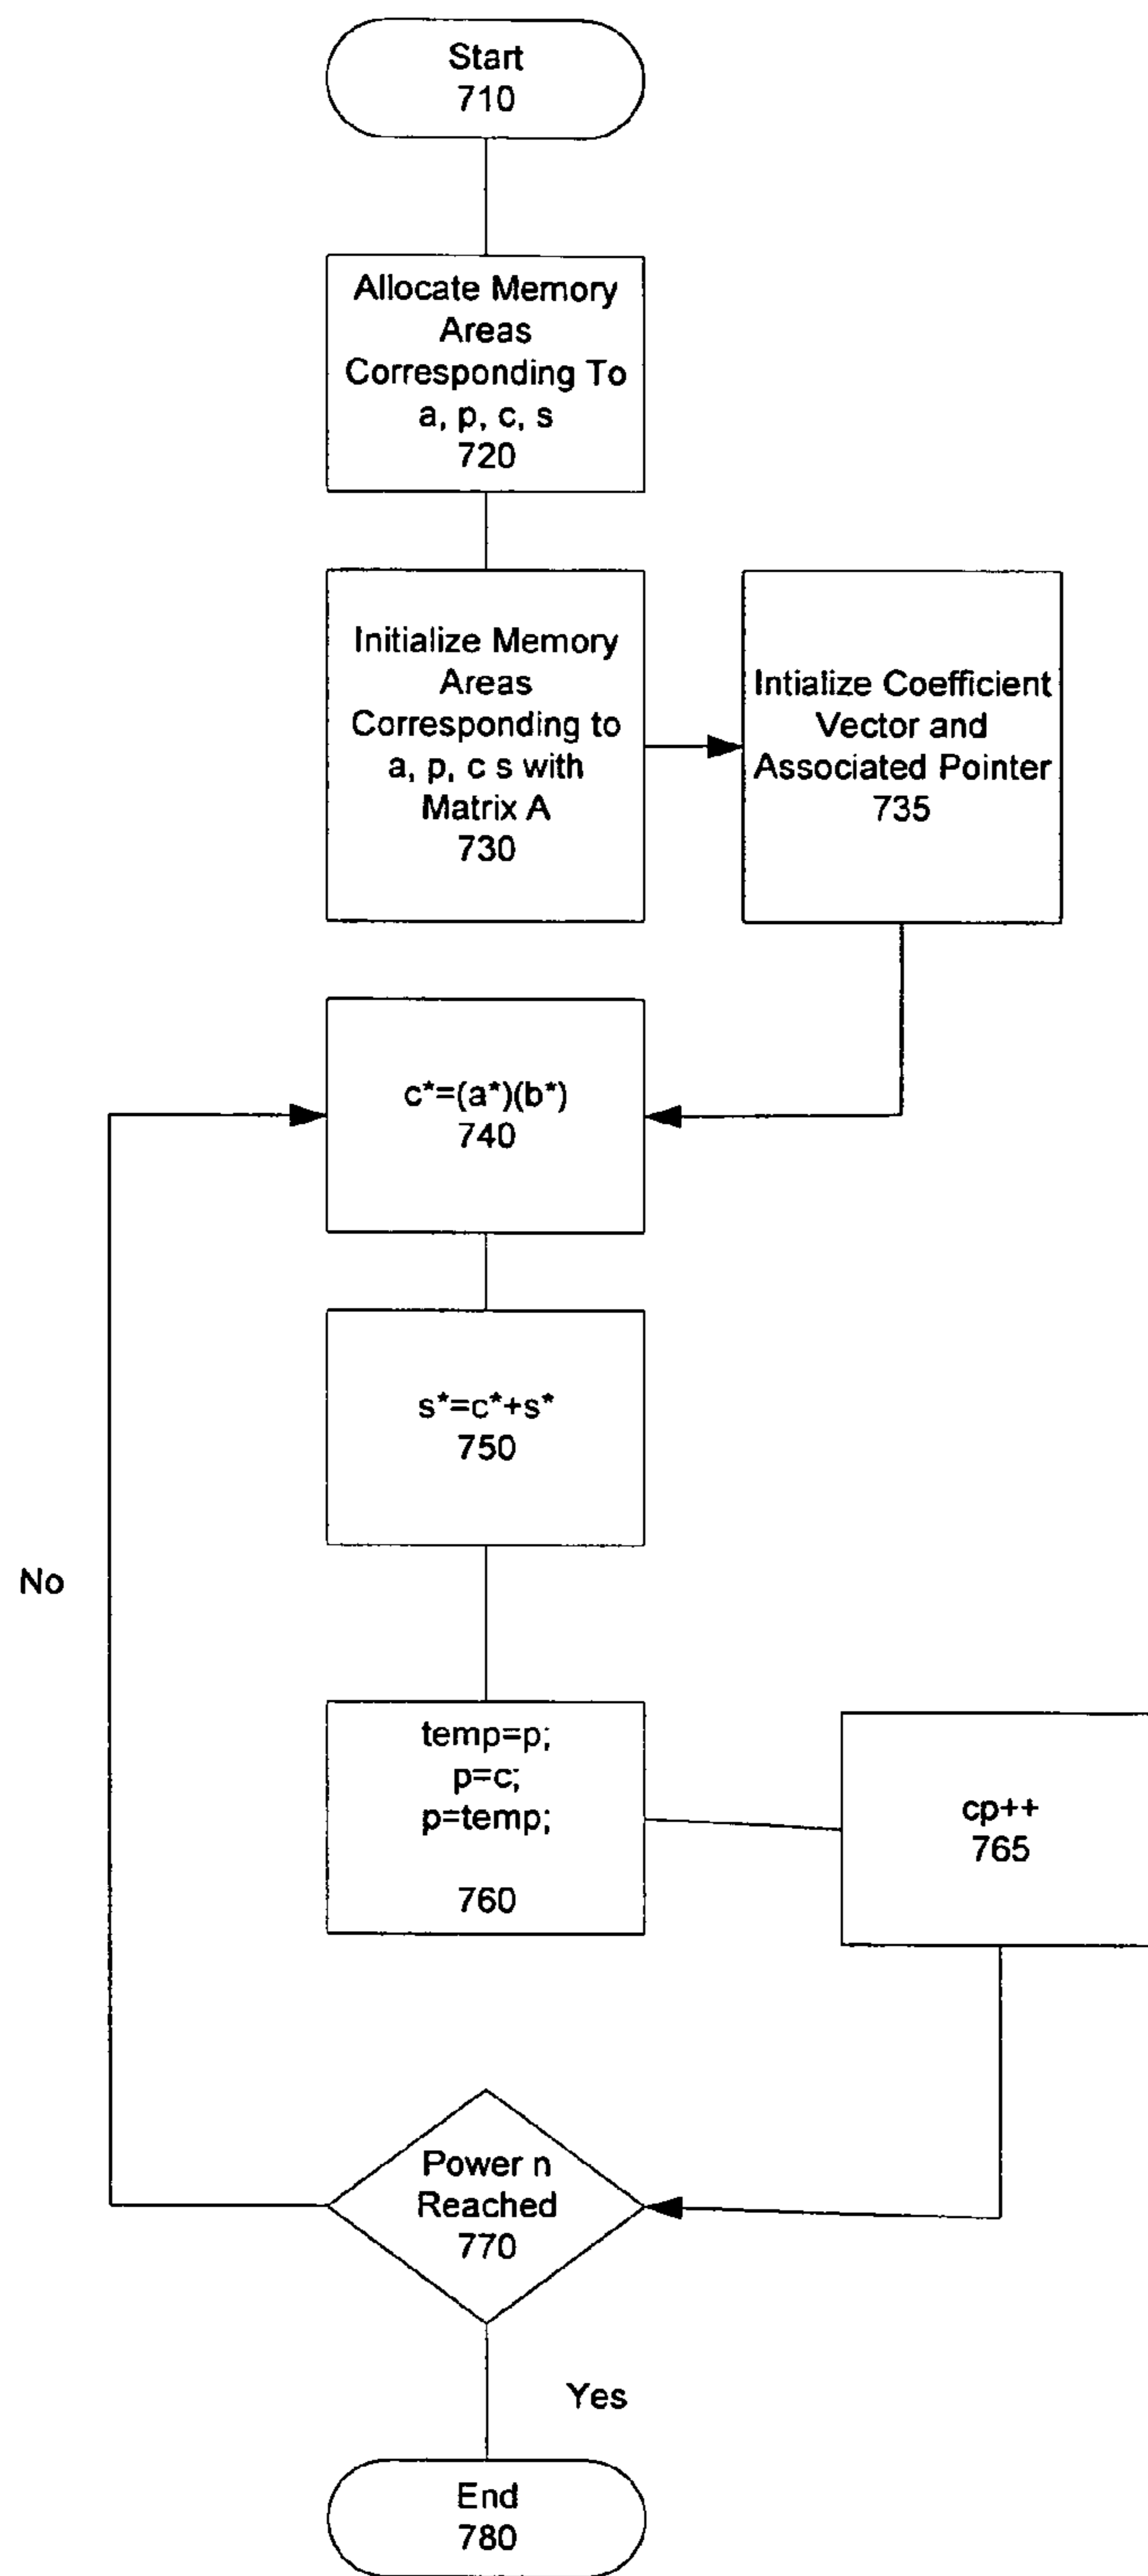 Start
710
Allocate Memory
Areas
Corresponding To
a, p, c, s
720
Initialize Memory
Areas
Corresponding to
a, p, c s with
Matrix A
730
Intialize Coefficient
Vector and
Associated Pointer
735
c*=(a*)(b*)
740
s*=c*+s*
750
No
temp=p;
p=c;
p=temp;
760
cp++
765
Power n
Reached
770
Yes
End
780